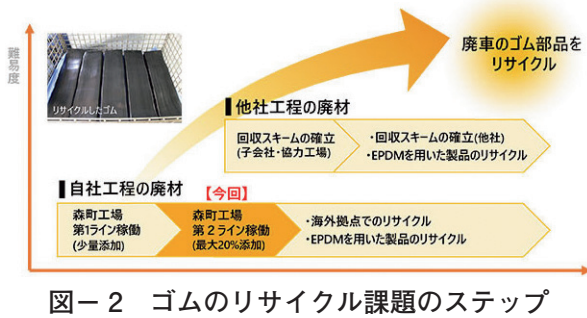 難易度
リサイクルしたゴム
廃車のゴム部品を
リサイクル
▌他社工程の廃材
回収スキームの確立
(子会社・協力工場)
・回収スキームの確立(他社)
・EPDMを用いた製品のリサイクル
▌自社工程の廃材
【今回】
森町工場
第1ライン稼働
(少量添加)
森町工場
第２ライン稼働
(最大20%添加)
・海外拠点でのリサイクル
・EPDMを用いた製品のリサイクル
図－２　ゴムのリサイクル課題のステップ